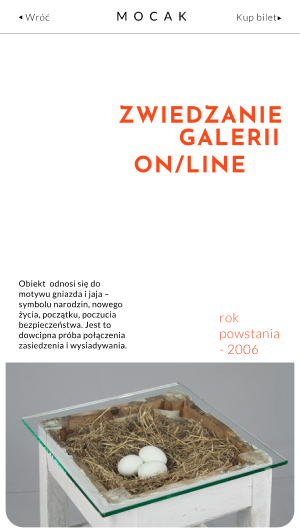 Wróć
MOCAK
Kup bilet
ZWIEDZANIE
GALERII
ON/LINE
Obiekt odnosi się do
motywu gniazda i jaja –
symbolu narodzin, nowego
życia, początku, poczucia
bezpieczeństwa. Jest to
dowcipna próba połączenia
zasiedzenia i wysiadywania.
rok
powstania
- 2006